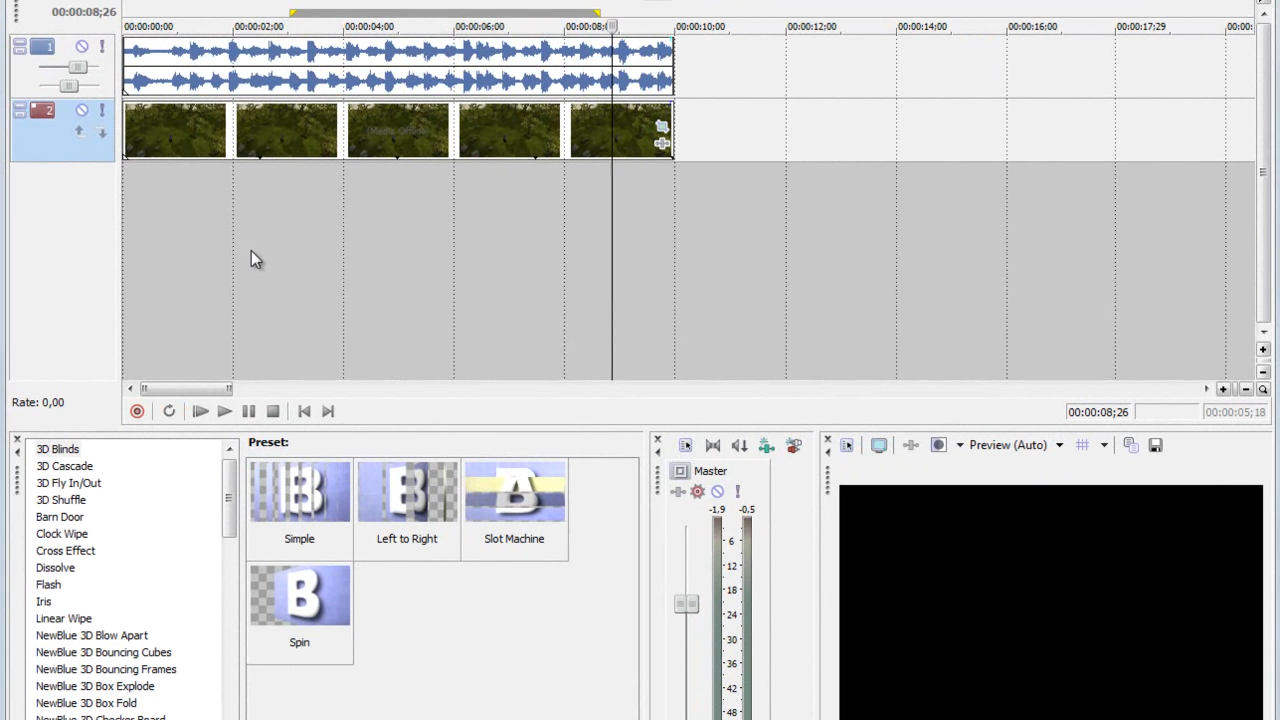 00:00:08;26
00:00:00;00 00:00:02;00 00:00:04;00 00:00:06;00 00:00:08;0 00:00:10;00 00:00:12;00 00:00:14;00 00:00:16;00 00:00:17;29 00:00:
1
2
(Media Offline)
Rate: 0,00
00:00:08;26 00:00:05;18
3D Blinds
3D Cascade
3D Fly In/Out
3D Shuffle
Barn Door
Clock Wipe
Cross Effect
Dissolve
Flash
Iris
Linear Wipe
NewBlue 3D Blow Apart
NewBlue 3D Bouncing Cubes
NewBlue 3D Bouncing Frames
NewBlue 3D Box Explode
NewBlue 3D Box Fold
NewBlue 3D Checker Board
Preset:
Simple
Left to Right
Slot Machine
Spin
Master
-1,9 -0,5
6
12
18
24
30
36
42
48
Preview (Auto)